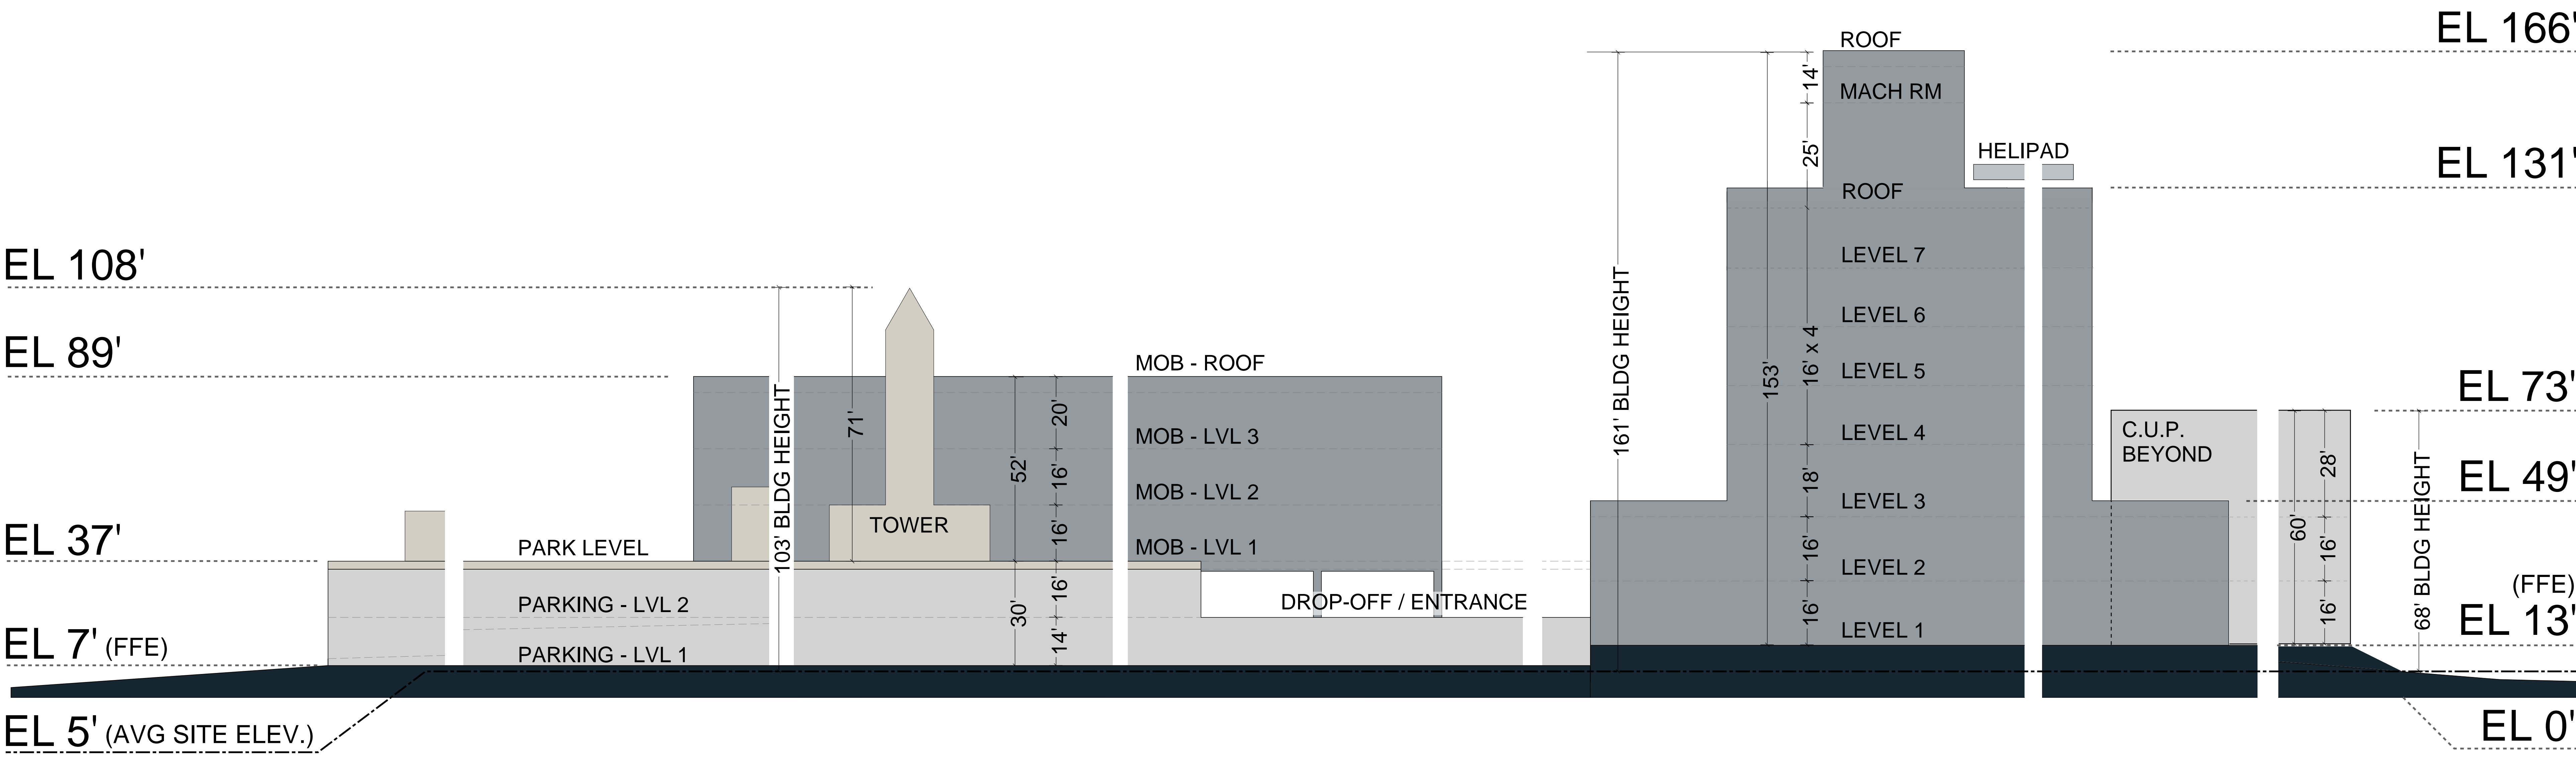 EL 166'
ROOF
14'
MACH RM
25'
HELIPAD
EL 131'
ROOF
EL 108'
LEVEL 7
LEVEL 6
161' BLDG HEIGHT
153'
16' x 4
LEVEL 5
LEVEL 4
18'
LEVEL 3
16'
LEVEL 2
16'
LEVEL 1
EL 89'
MOB - ROOF
103' BLDG HEIGHT
71'
52'
20'
MOB - LVL 3
16'
MOB - LVL 2
16'
MOB - LVL 1
TOWER
EL 37'
PARK LEVEL
30'
16'
14'
PARKING - LVL 2
PARKING - LVL 1
DROP-OFF / ENTRANCE
EL 7' (FFE)
EL 5' (AVG SITE ELEV.)
EL 73'
C.U.P.
BEYOND
28'
60'
16'
16'
68' BLDG HEIGHT
EL 49'
(FFE)
EL 13'
EL 0'